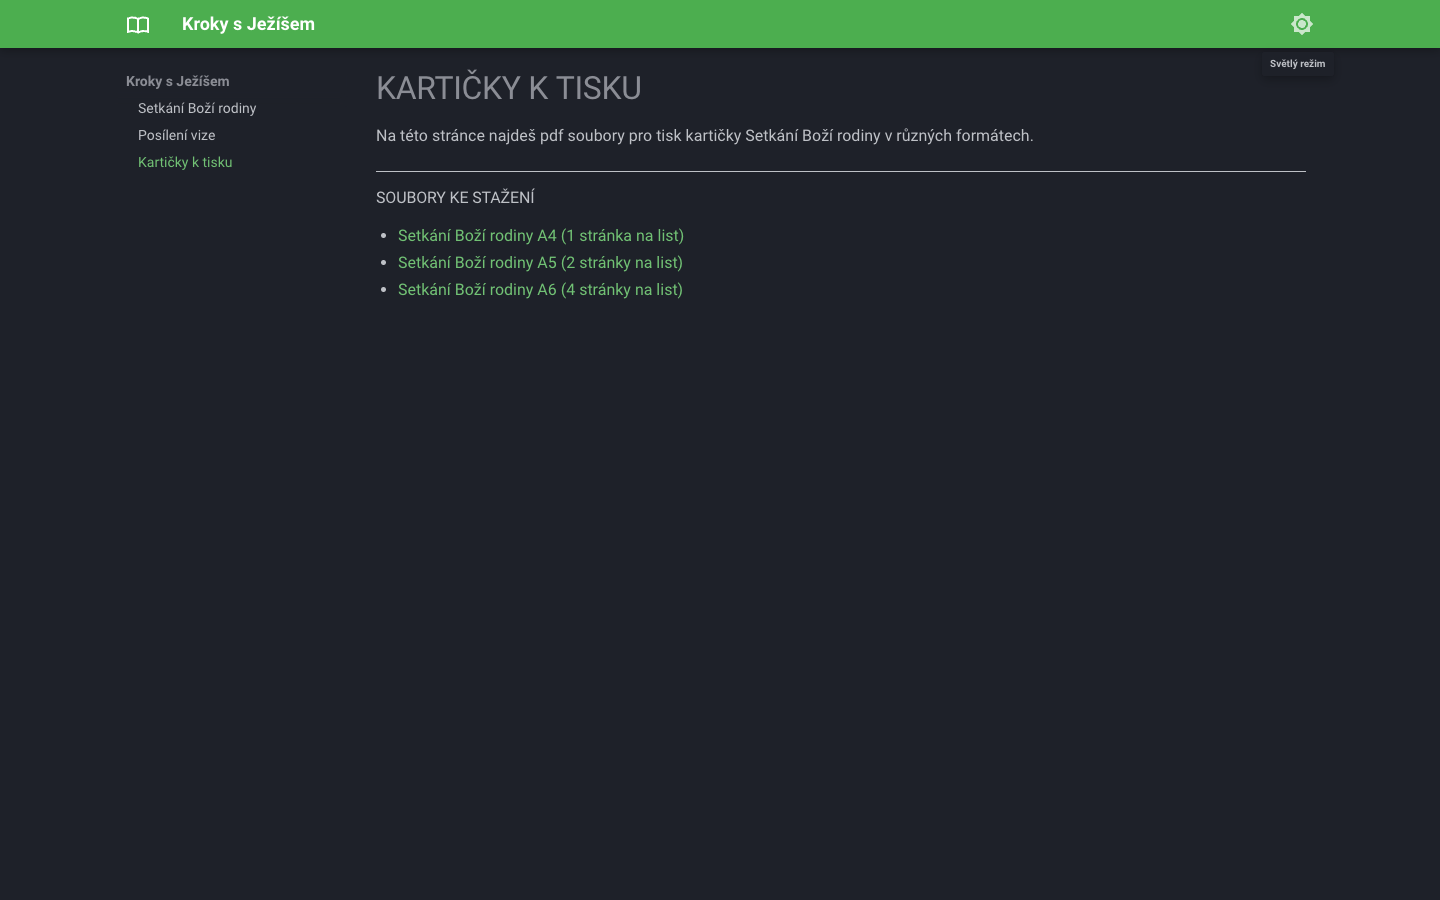 Kroky s Ježíšem
Světlý režim
Kroky s Ježíšem
Setkání Boží rodiny
Posílení vize
Kartičky k tisku
KARTIČKY K TISKU
Na této stránce najdeš pdf soubory pro tisk kartičky Setkání Boží rodiny v různých formátech.
SOUBORY KE STAŽENÍ
Setkání Boží rodiny A4 (1 stránka na list)
Setkání Boží rodiny A5 (2 stránky na list)
Setkání Boží rodiny A6 (4 stránky na list)